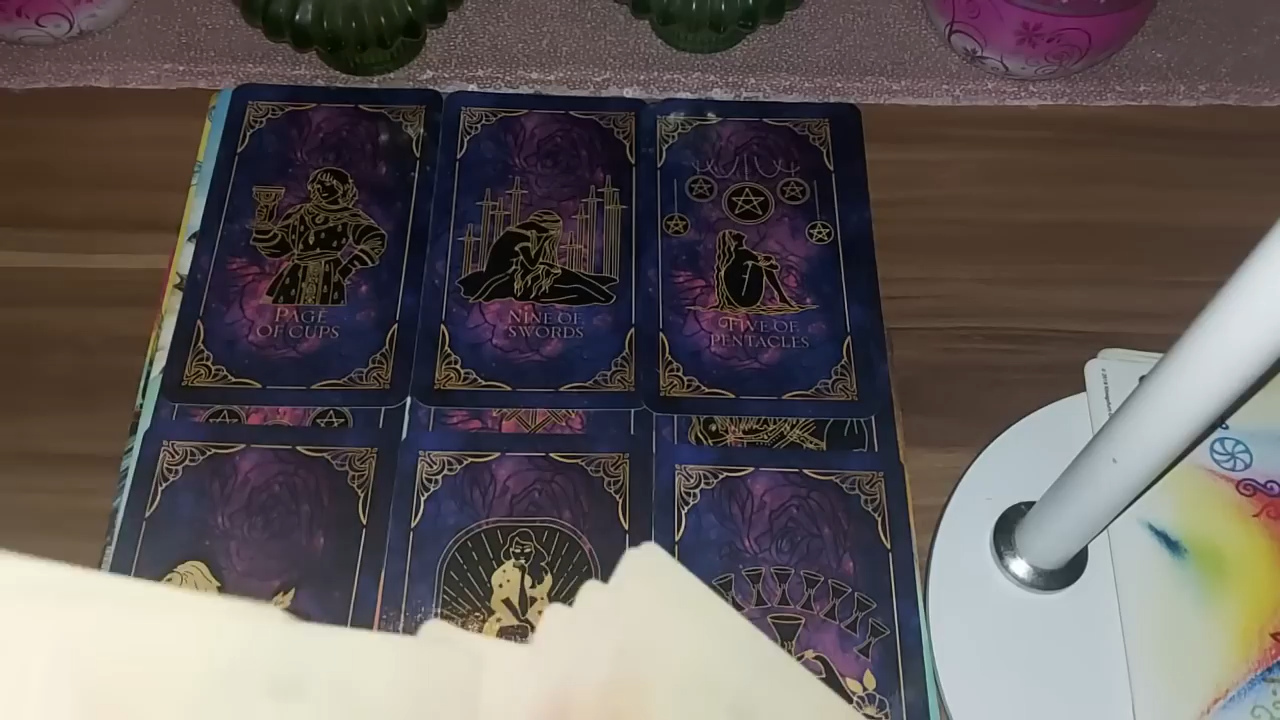 PAGE
OF CUPS
NINE OF
SWORDS
FIVE OF
PENTACLES